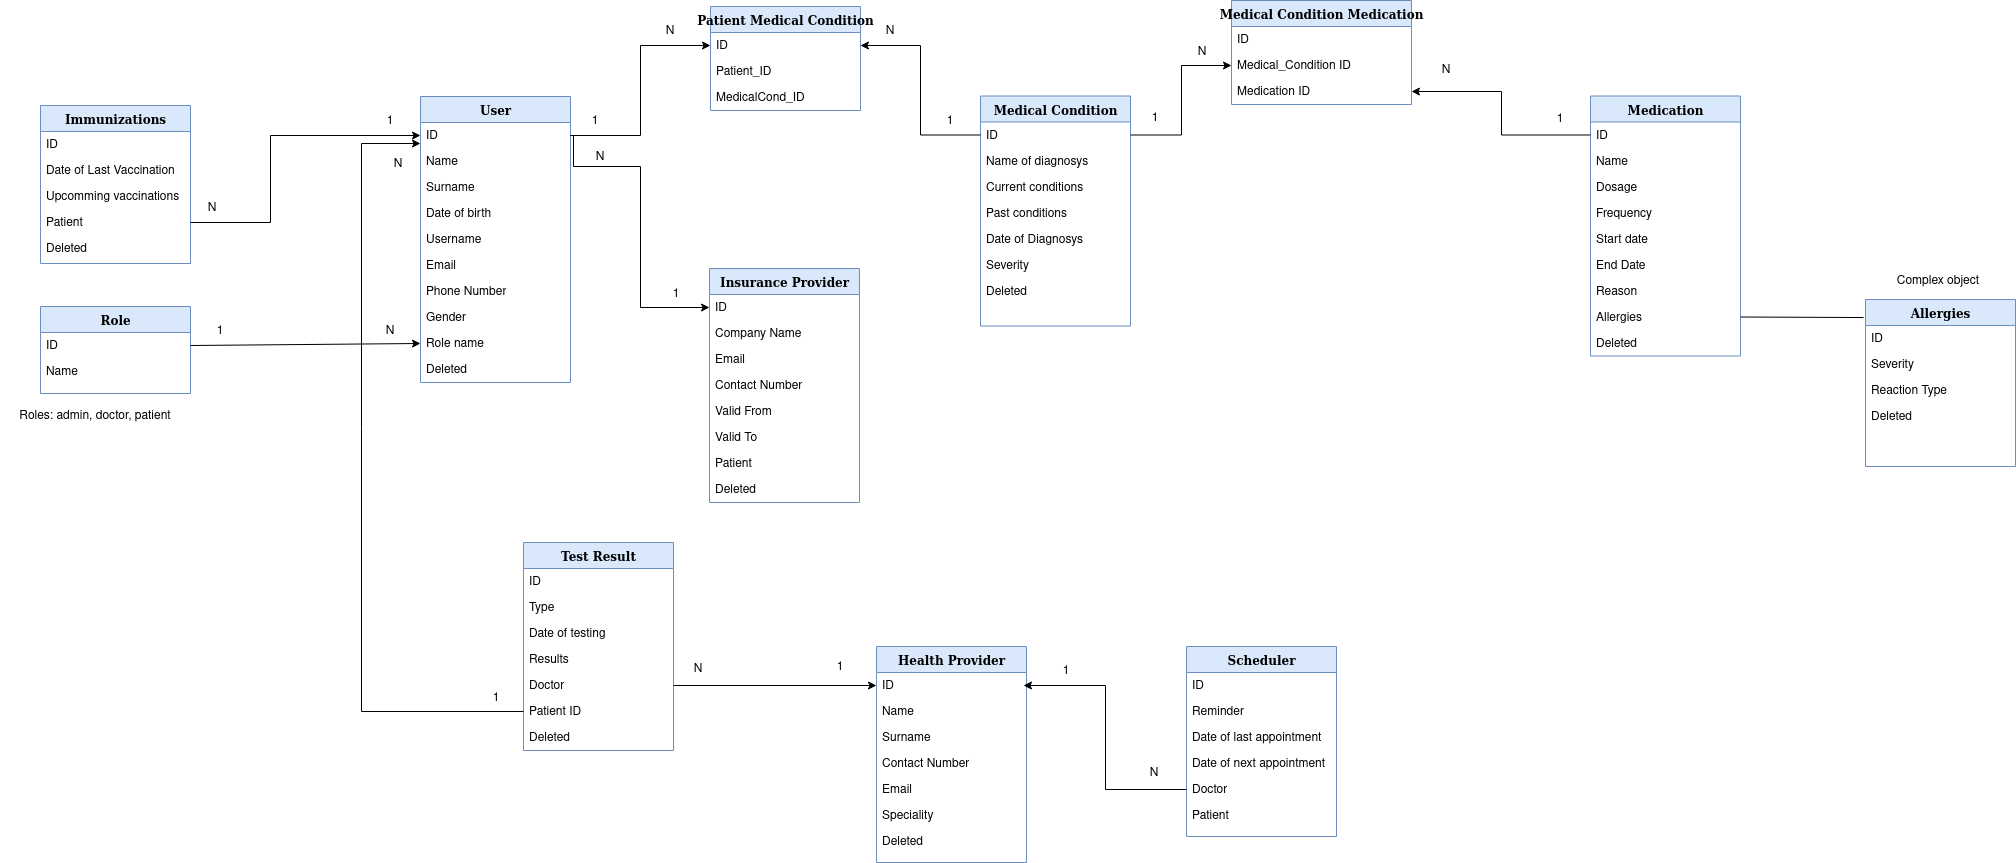 Immunizations
ID
Date of Last Vaccination
Upcomming vaccinations
Patient
Deleted
N
1
Role
ID
Name
1
N
Roles: admin, doctor, patient
User
ID
Name
Surname
Date of birth
Username
Email
Phone Number
Gender
Role name
Deleted
N
1
N
N
1
Patient Medical Condition
ID
Patient_ID
MedicalCond_ID
N
1
Insurance Provider
ID
Company Name
Email
Contact Number
Valid From
Valid To
Patient
Deleted
Medical Condition
ID
Name of diagnosys
Current conditions
Past conditions
Date of Diagnosys
Severity
Deleted
1
N
Medical Condition Medication
ID
Medical_Condition ID
Medication ID
N
1
Medication
ID
Name
Dosage
Frequency
Start date
End Date
Reason
Allergies
Deleted
Complex object
Allergies
ID
Severity
Reaction Type
Deleted
Test Result
ID
Type
Date of testing
Results
Doctor
Patient ID
Deleted
1
N
1
Health Provider
ID
Name
Surname
Contact Number
Email
Speciality
Deleted
1
N
Scheduler
ID
Reminder
Date of last appointment
Date of next appointment
Doctor
Patient